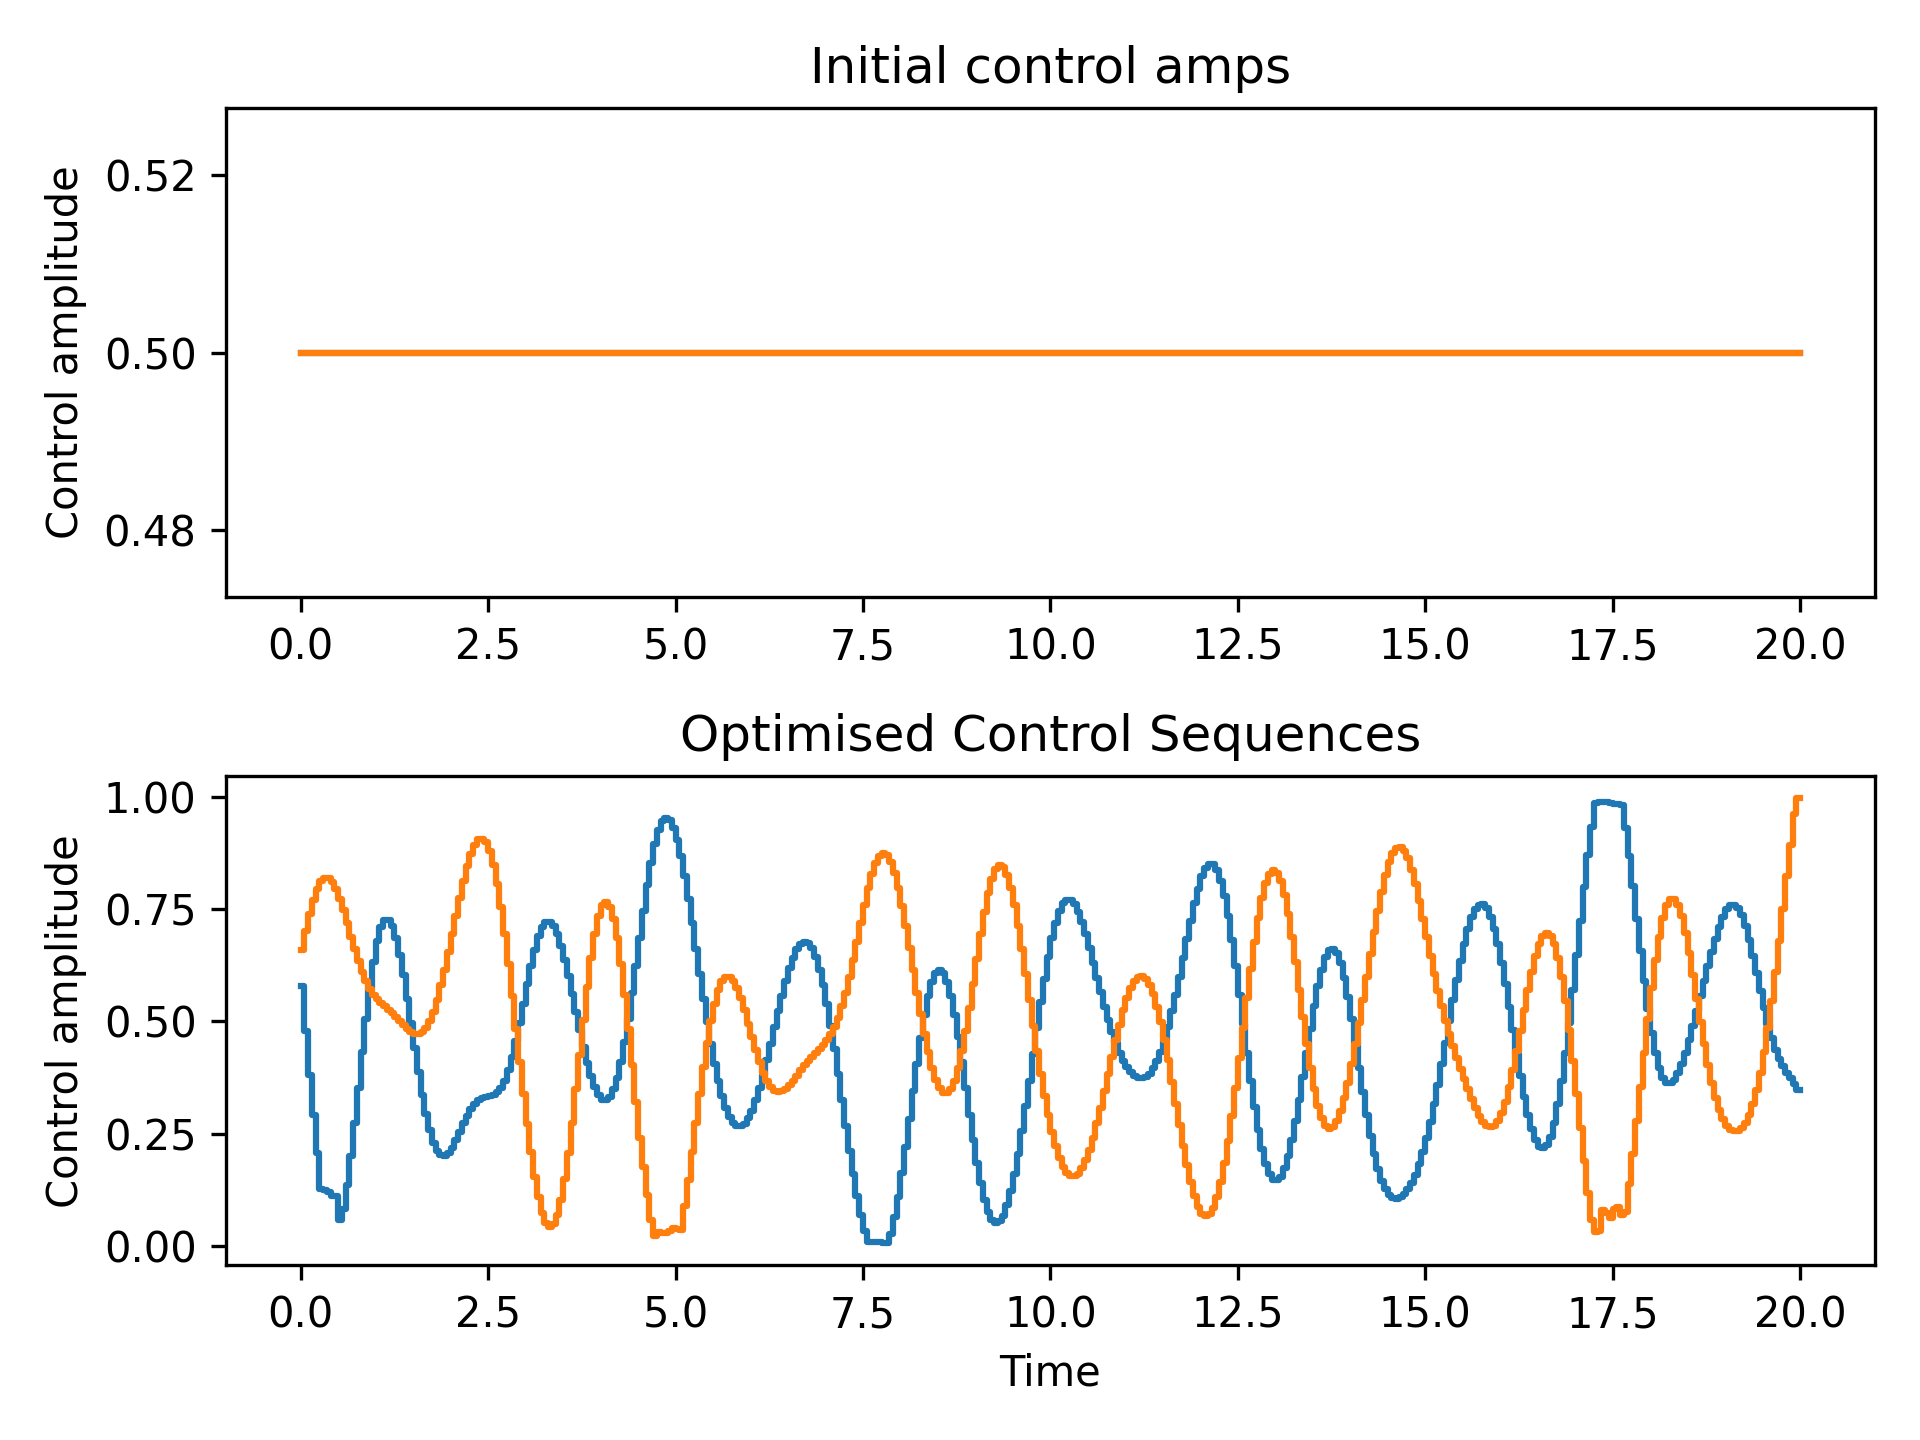 Initial control amps
Control amplitude
0.52
0.50
0.48
0.0 2.5 5.0 7.5 10.0 12.5 15.0 17.5 20.0
Optimised Control Sequences
Control amplitude
1.00
0.75
0.50
0.25
0.00
0.0 2.5 5.0 7.5 10.0 12.5 15.0 17.5 20.0
Time